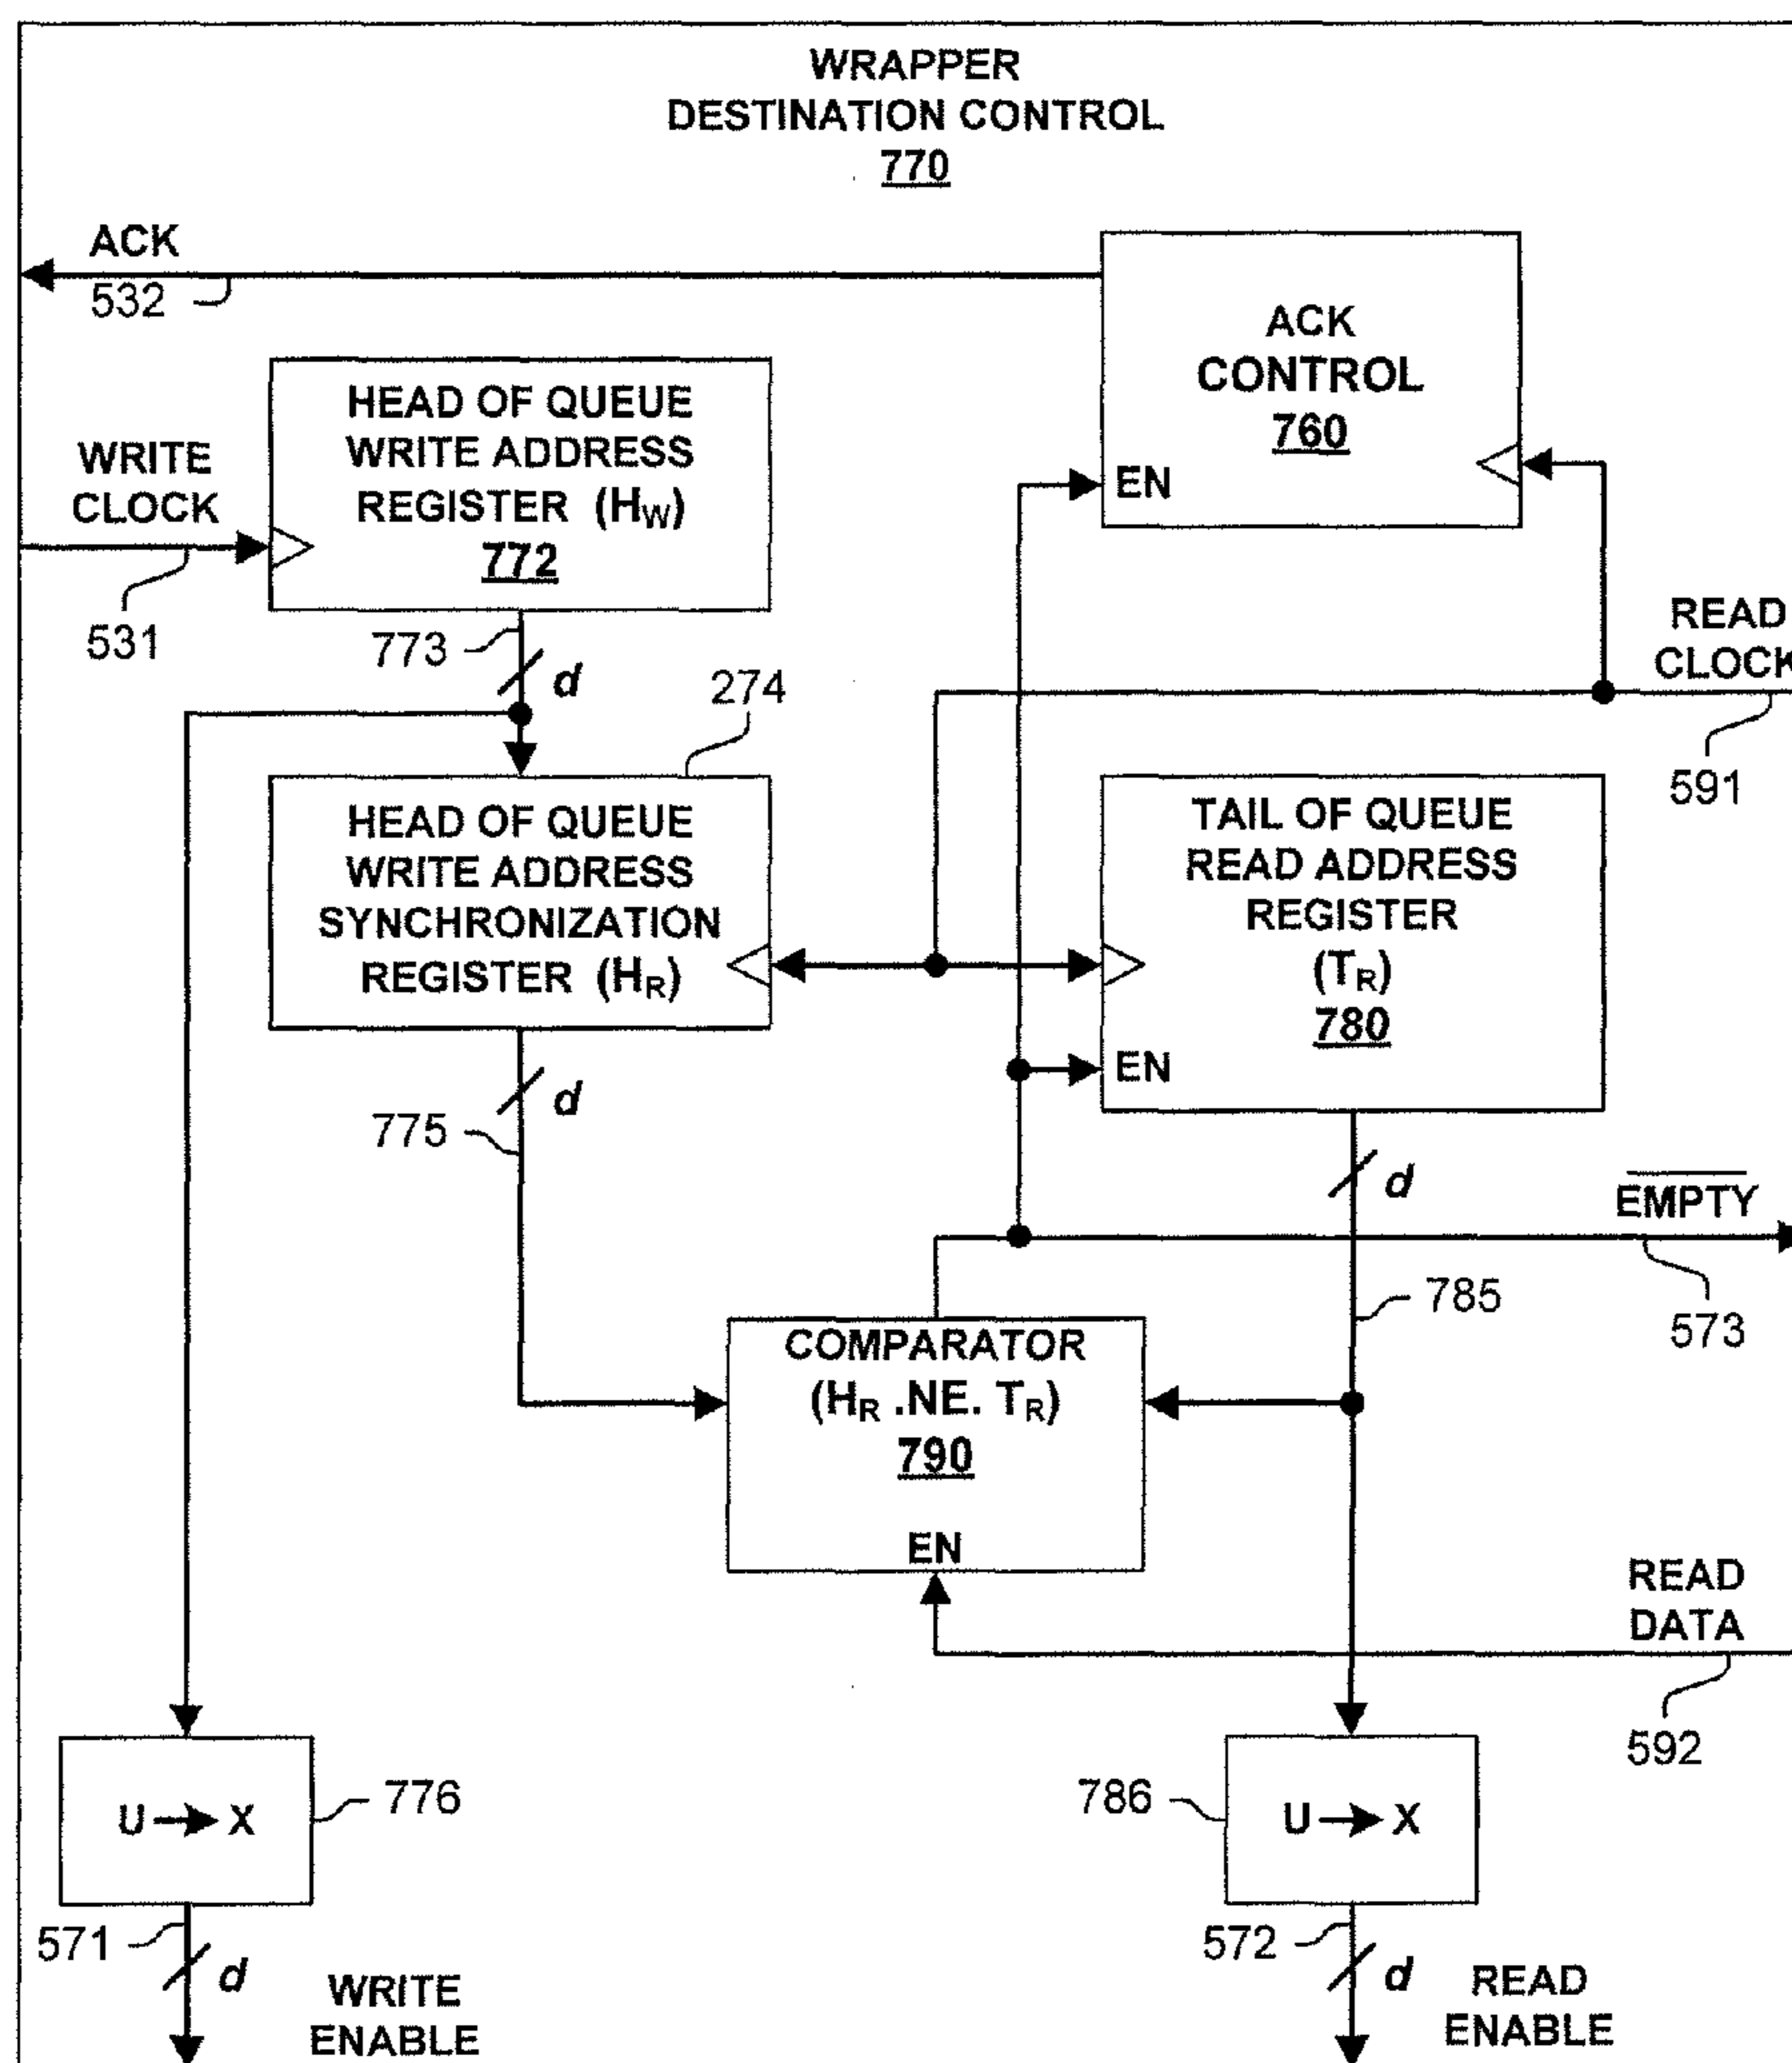 WRAPPER
DESTINATION CONTROL
770
ACK
532
ACK
CONTROL
760
EN
HEAD OF QUEUE
WRITE ADDRESS
REGISTER (HW)
772
WRITE
CLOCK
531
773
d
274
READ
CLOCK
591
HEAD OF QUEUE
WRITE ADDRESS
SYNCHRONIZATION
REGISTER (HR)
TAIL OF QUEUE
READ ADDRESS
REGISTER
(TR)
780
EN
775
d
d
EMPTY
573
785
COMPARATOR
(HR .NE. TR)
790
EN
READ
DATA
592
U → X
776
786
U → X
571
d
WRITE
ENABLE
572
d
READ
ENABLE